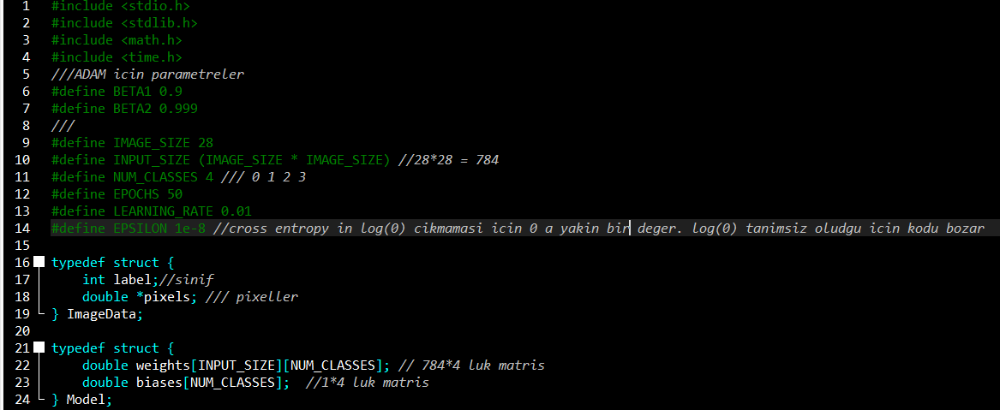 1 #include <stdio.h>
2 #include <stdlib.h>
3 #include <math.h>
4 #include <time.h>
5 ///ADAM icin parametreler
6 #define BETA1 0.9
7 #define BETA2 0.999
8 ///
9 #define IMAGE_SIZE 28
10 #define INPUT_SIZE (IMAGE_SIZE * IMAGE_SIZE) //28*28 = 784
11 #define NUM_CLASSES 4 /// 0 1 2 3
12 #define EPOCHS 50
13 #define LEARNING_RATE 0.01
14 #define EPSILON 1e-8 //cross entropy in log(0) cikmamasi icin 0 a yakin bir deger. log(0) tanimsiz oludgu icin kodu bozar
15
16 typedef struct {
17     int label;//sinif
18     double *pixels; /// pixeller
19 } ImageData;
20
21 typedef struct {
22     double weights[INPUT_SIZE][NUM_CLASSES]; // 784*4 luk matris
23     double biases[NUM_CLASSES];  //1*4 luk matris
24 } Model;